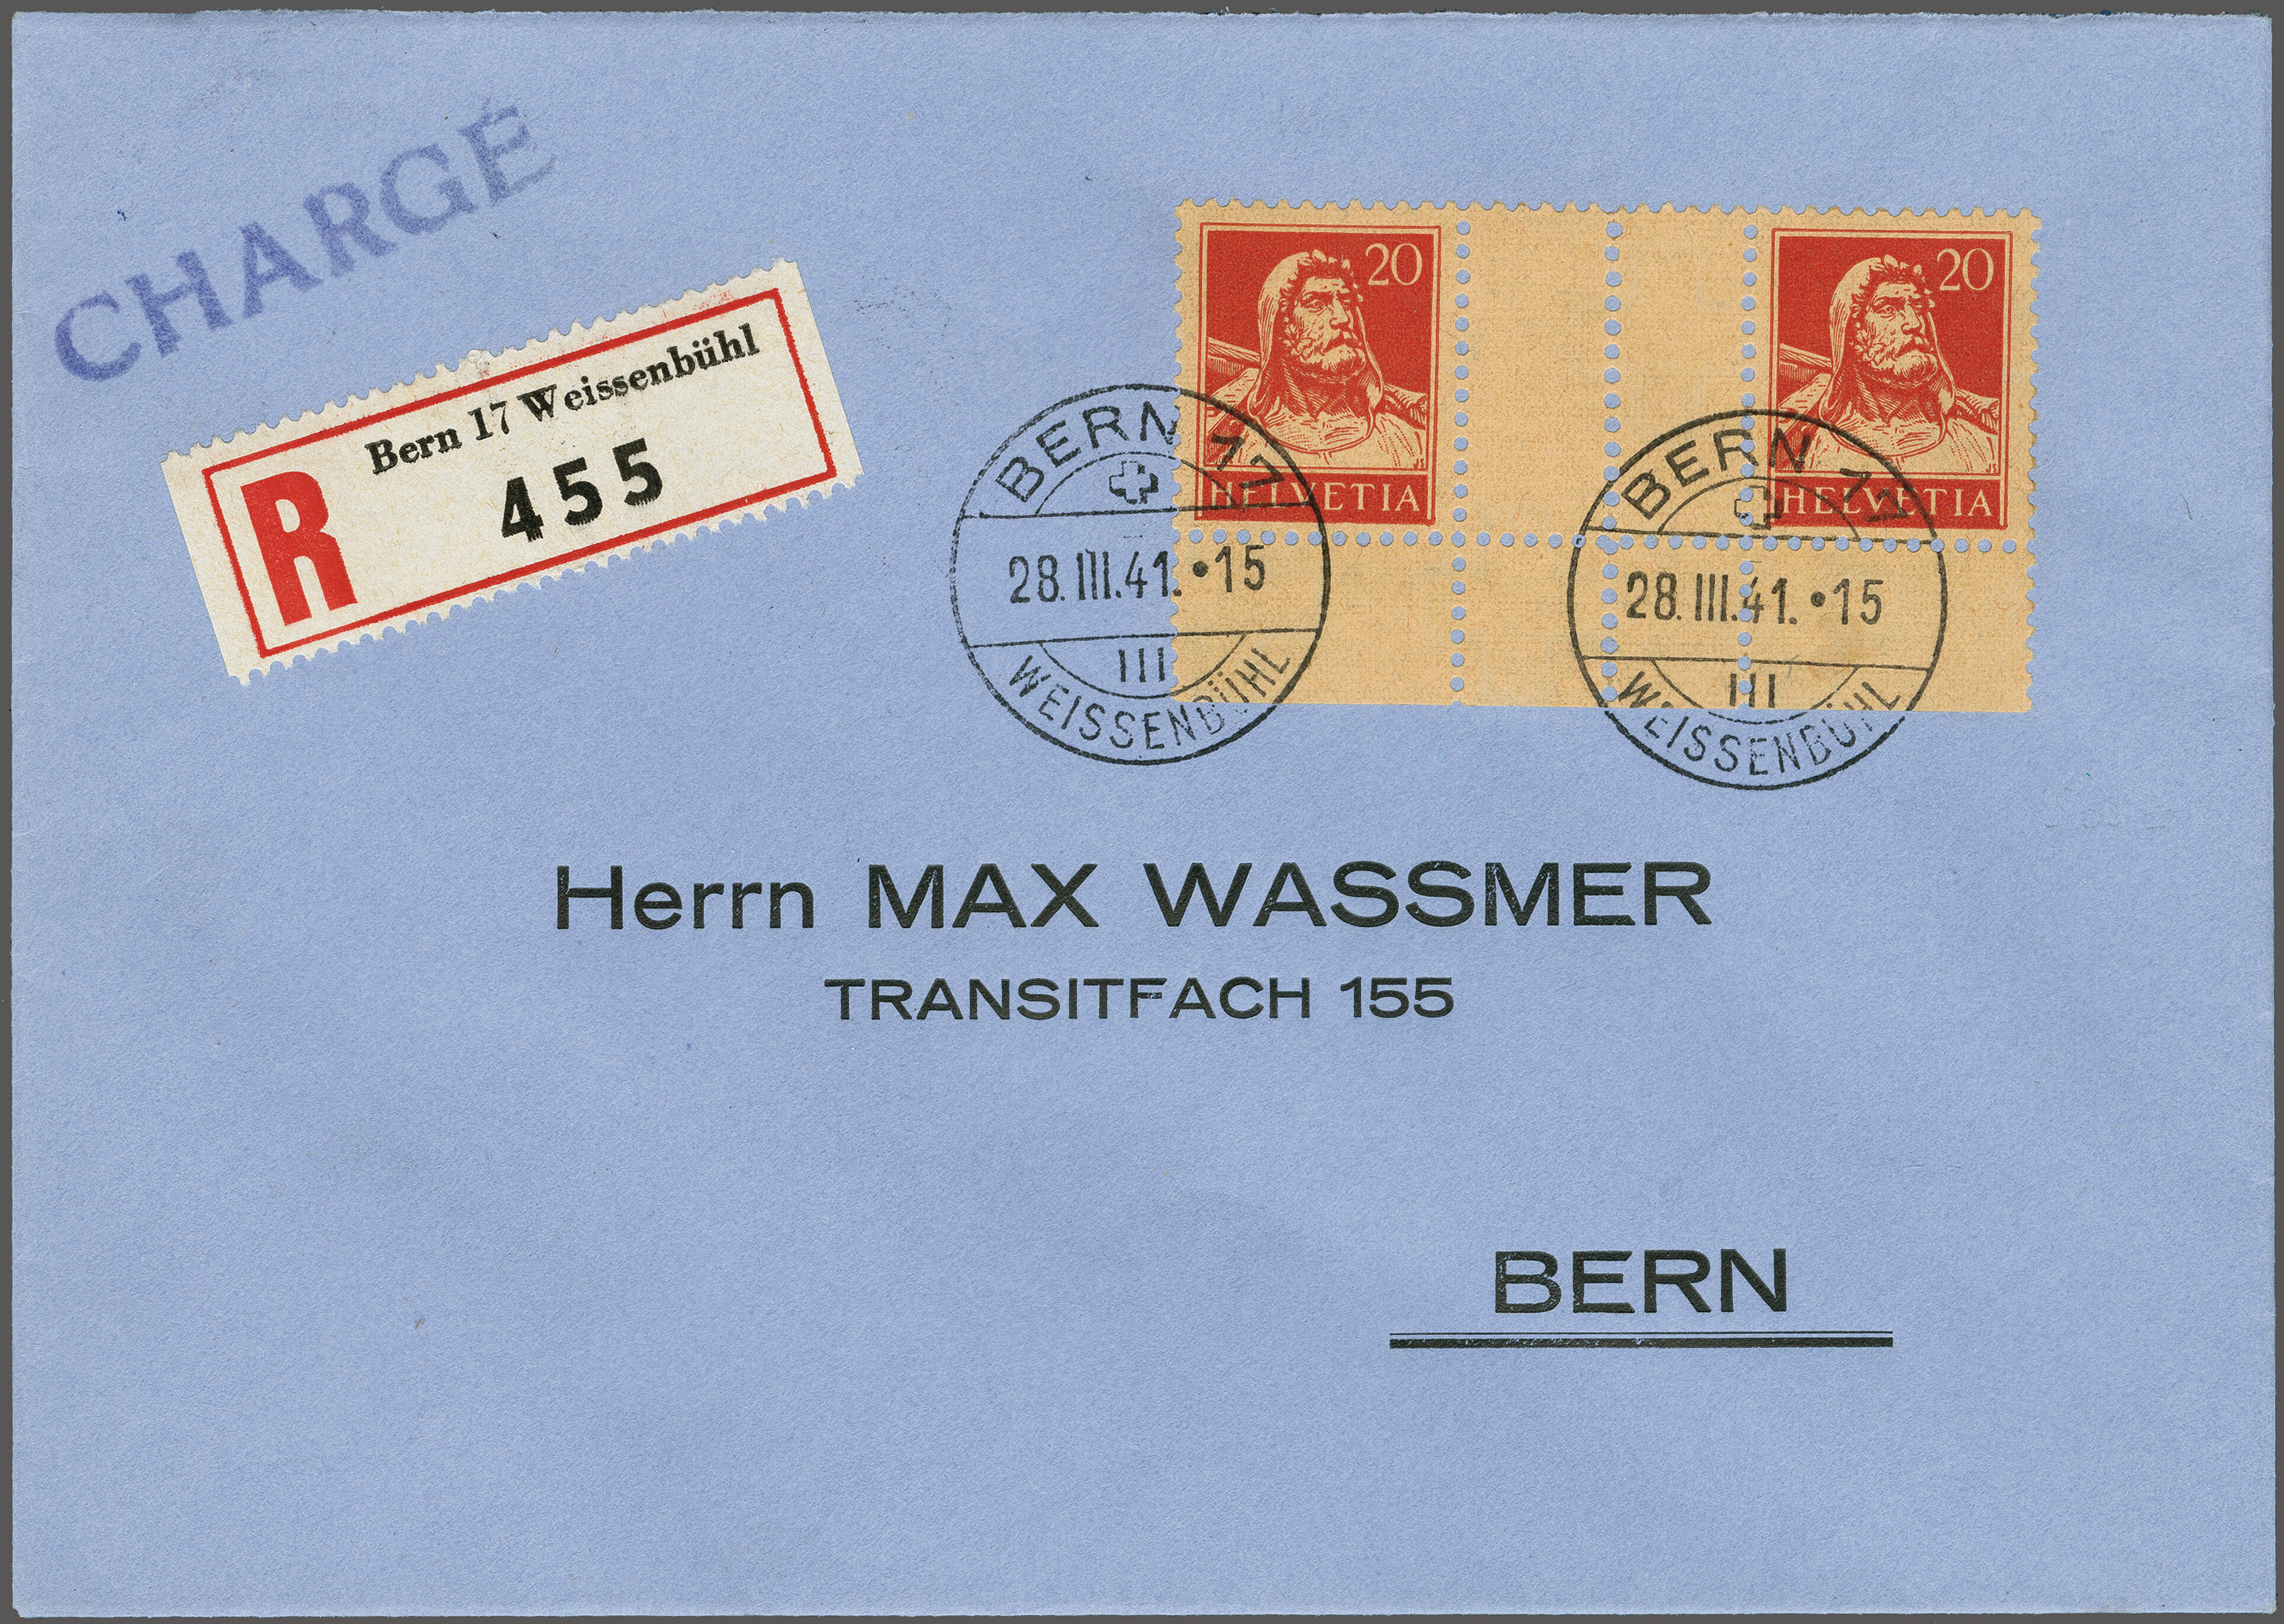 CHARGÉ
Bern 17 Weissenbühl
R
455
20
HELVETIA
20
HELVETIA
BERN 17
28.III.41.•15
III
WEISSENBÜHL
BERN 17
28.III.41.•15
III
WEISSENBÜHL
Herrn MAX WASSMER
TRANSITFACH 155
BERN